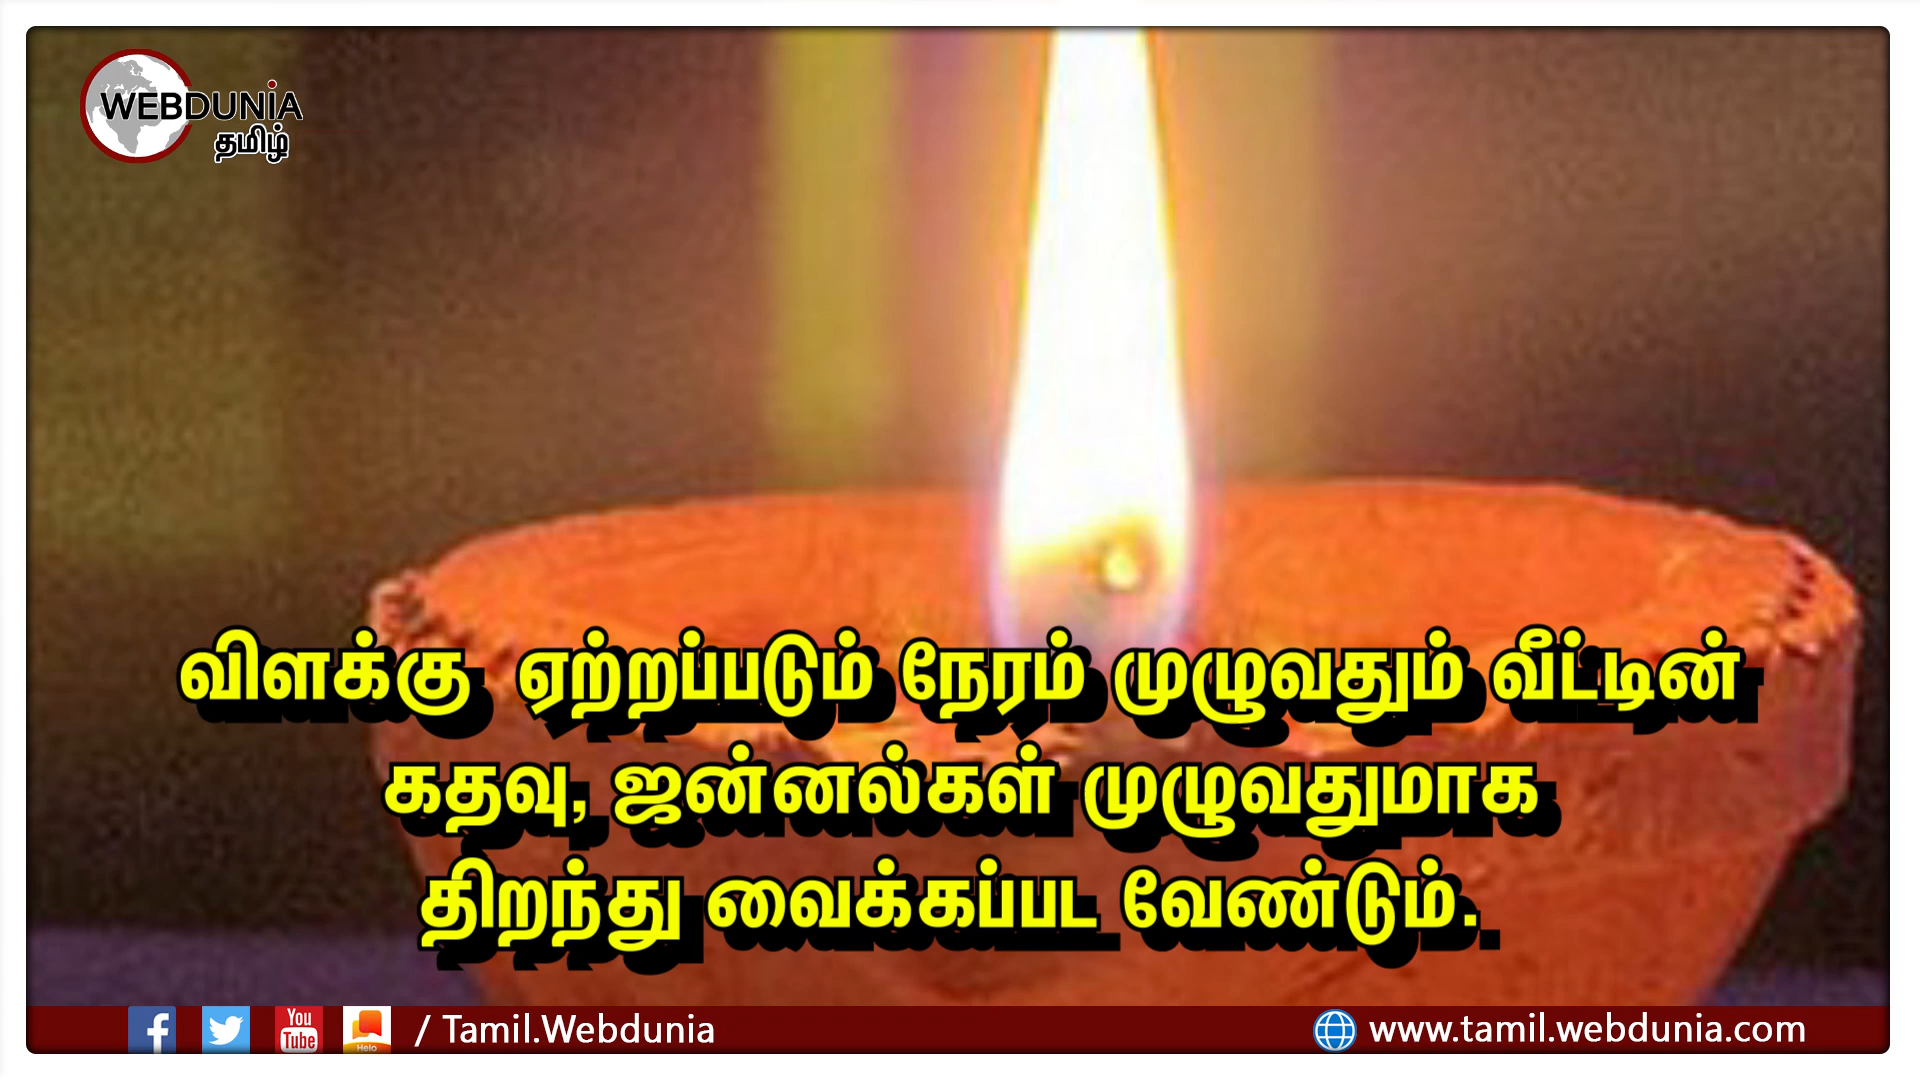 WEBDUNIA
தமிழ்
விளக்கு ஏற்றப்படும் நேரம் முழுவதும் வீட்டின்
கதவு, ஜன்னல்கள் முழுவதுமாக
திறந்து வைக்கப்பட வேண்டும்.
You Tube Helo / Tamil.Webdunia www.tamil.webdunia.com